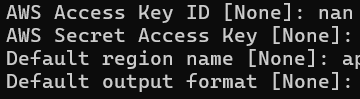 AWS Access Key ID [None]: nan
AWS Secret Access Key [None]:
Default region name [None]: ap
Default output format [None]: